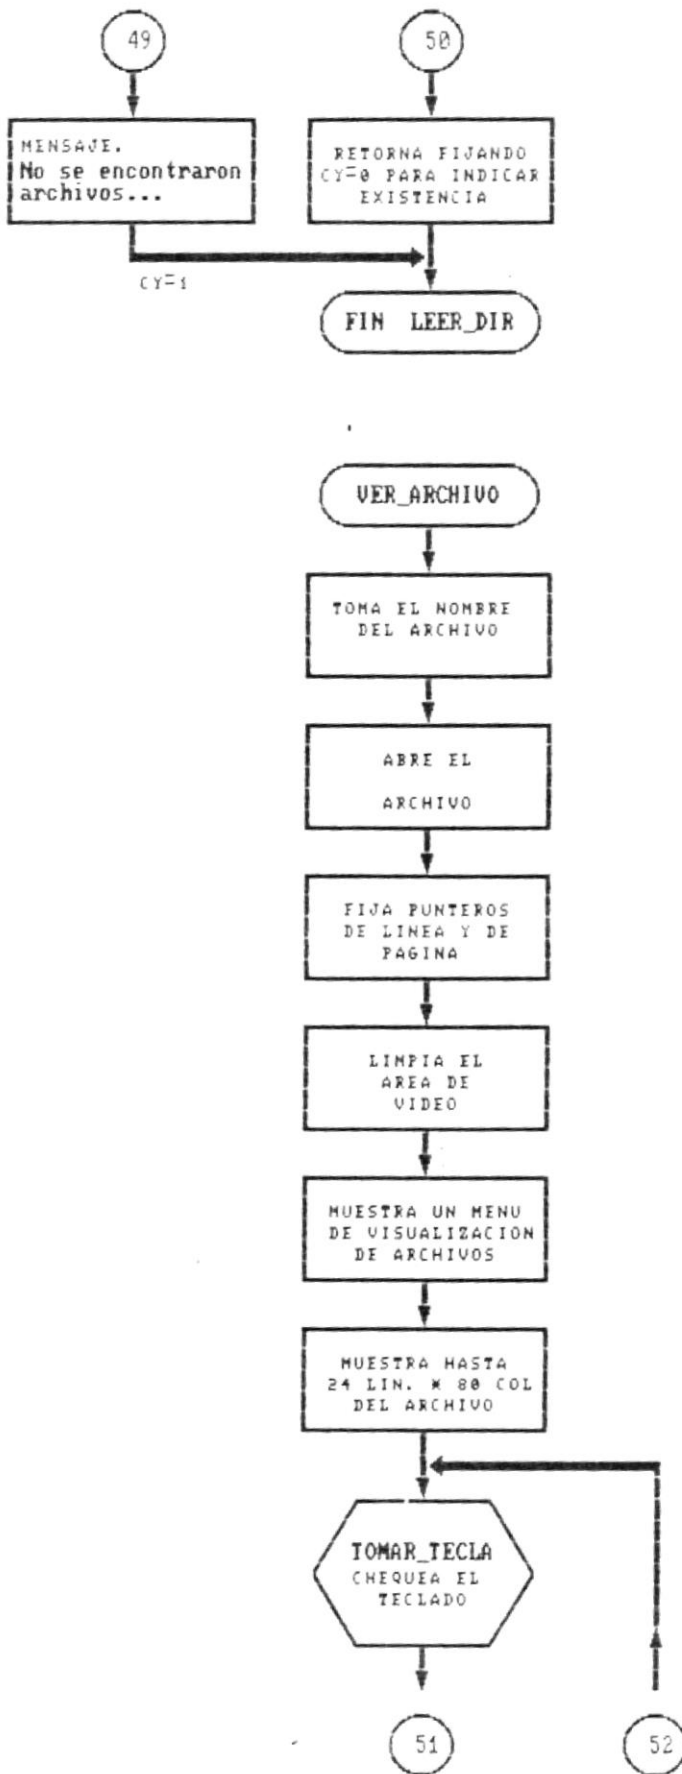 49
50
MENSAJE.
No se encontraron
archivos...
RETORNA FIJANDO
CY=0 PARA INDICAR
EXISTENCIA
CY=1
FIN LEER_DIR
VER_ARCHIVO
TOMA EL NOMBRE
DEL ARCHIVO
ABRE EL
ARCHIVO
FIJA PUNTEROS
DE LINEA Y DE
PAGINA
LIMPIA EL
AREA DE
VIDEO
MUESTRA UN MENU
DE VISUALIZACION
DE ARCHIVOS
MUESTRA HASTA
24 LIN. * 80 COL
DEL ARCHIVO
TOMAR_TECLA
CHEQUEA EL
TECLADO
51
52